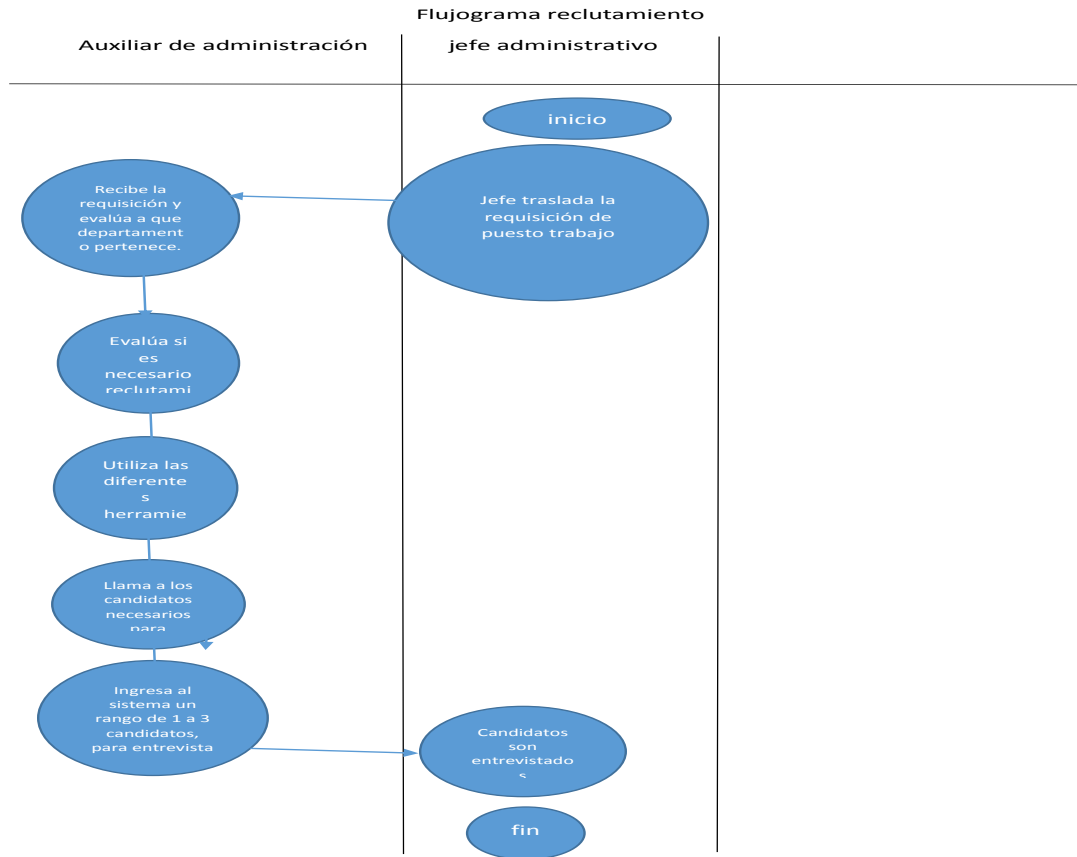 Flujograma reclutamiento
Auxiliar de administración
jefe administrativo
inicio
Jefe traslada la
requisición de
puesto trabajo
Recibe la
requisición y
evalúa a que
departament
o pertenece.
Evalúa si
es
necesario
reclutami
Utiliza las
diferente
s
herramie
Llama a los
candidatos
necesarios
para
Ingresa al
sistema un
rango de 1 a 3
candidatos,
para entrevista
Candidatos
son
entrevistado
s
fin